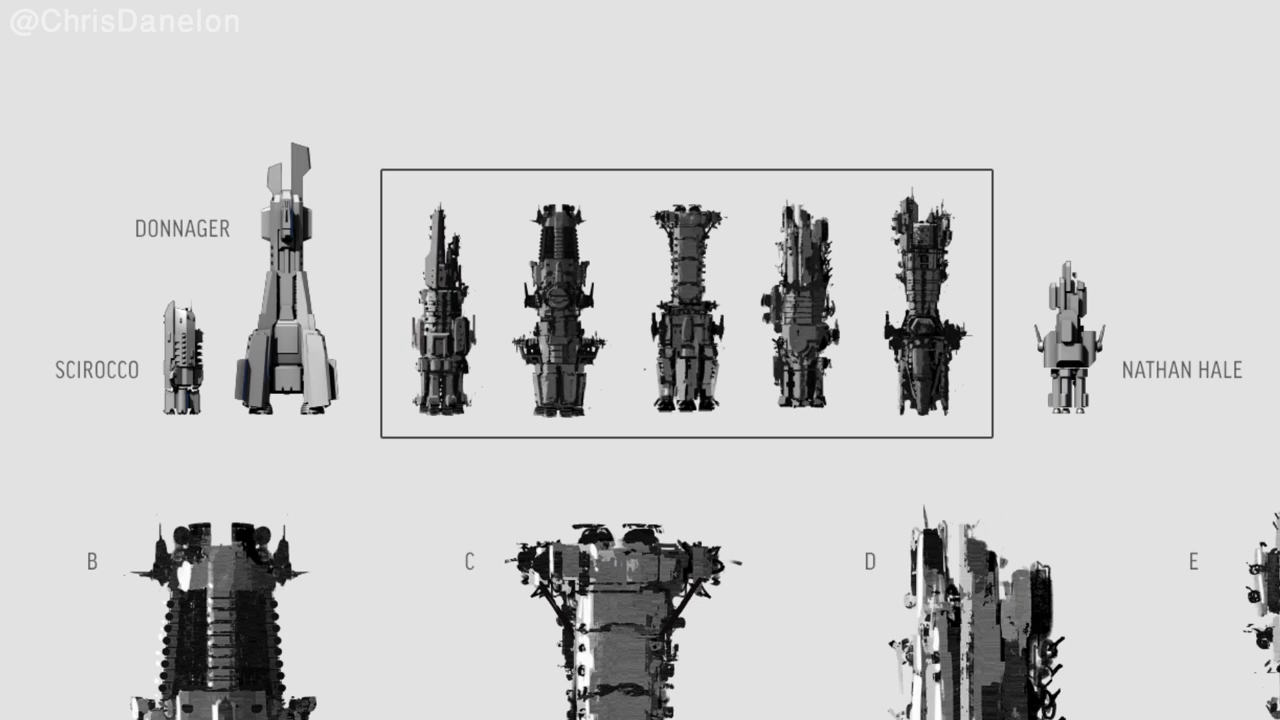 @ChrisDanelon
DONNAGER
SCIROCCO
NATHAN HALE
B
C
D
E